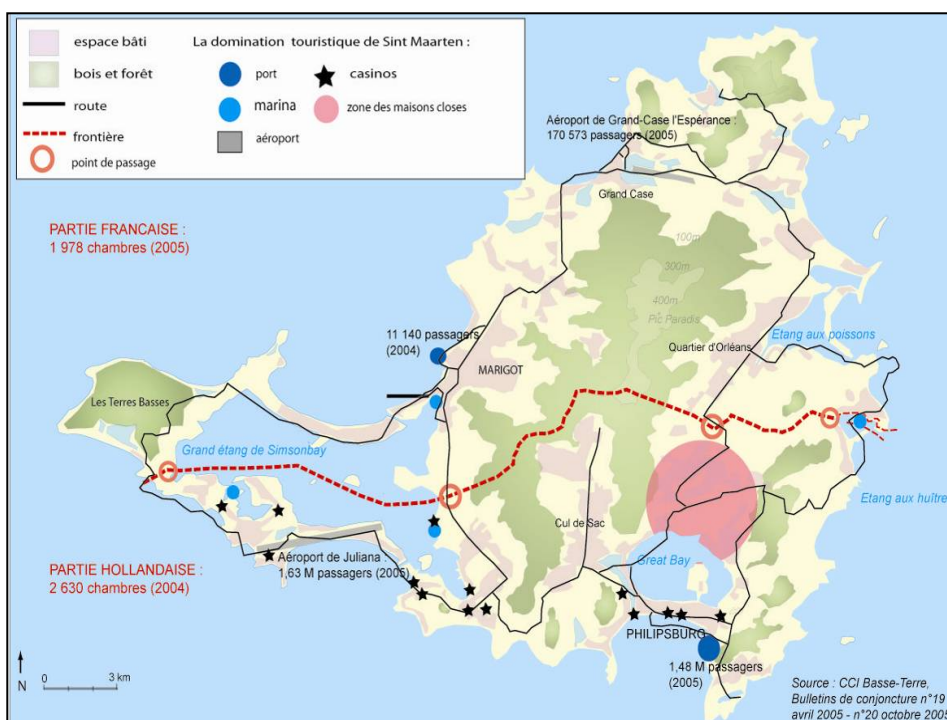 espace bâti
bois et forêt
route
frontière
point de passage
La domination touristique de Sint Maarten :
port
marina
aéroport
casinos
zone des maisons closes
Aéroport de Grand-Case l'Espérance :
170 573 passagers (2005)
Grand Case
PARTIE FRANCAISE :
1 978 chambres (2005)
100m
300m
400m
Pic Paradis
11 140 passagers
(2004)
MARIGOT
Quartier d'Orléans
Etang aux poissons
Les Terres Basses
Grand étang de Simsonbay
Etang aux huître
Cul de Sac
Great Bay
PARTIE HOLLANDAISE :
2 630 chambres (2004)
Aéroport de Juliana :
1,63 M passagers (2005)
PHILIPSBURG
1,48 M passagers
(2005)
N
0 3 km
Source : CCI Basse-Terre,
Bulletins de conjoncture n°19
avril 2005 - n°20 octobre 2005